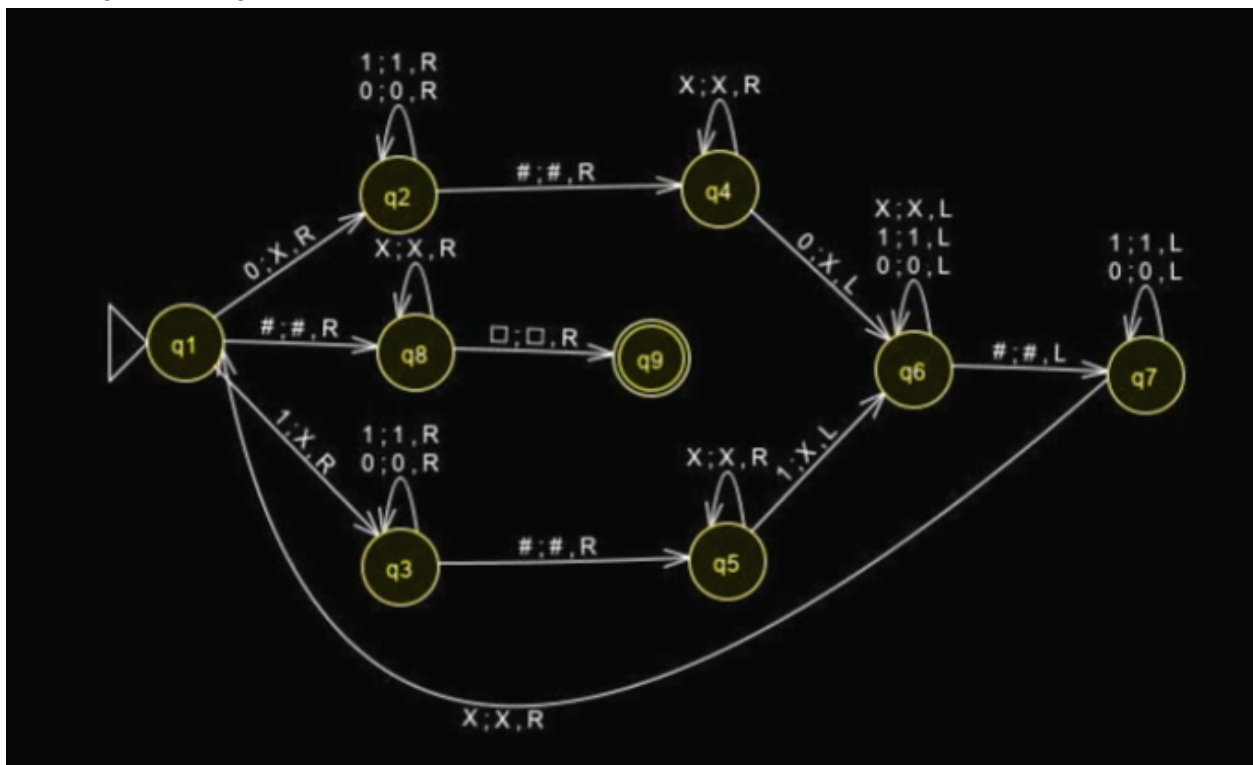 1;1,R
0;0,R
X;X,R
q2
#;#,R
q4
X;X,L
1;1,L
0;0,L
1;1,L
0;0,L
0;X,R
X;X,R
0;X,L
q1
#;#,R
q8
□;□,R
q9
q6
#;#,L
q7
1;X,R
1;1,R
0;0,R
X;X,R
1;X,L
q3
#;#,R
q5
X;X,R